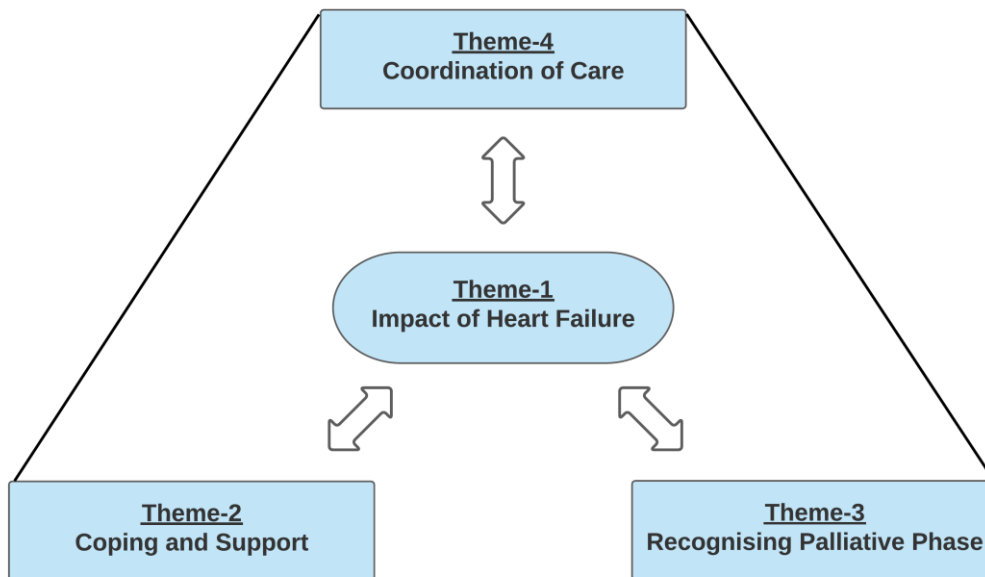 Theme-4
Coordination of Care
Theme-1
Impact of Heart Failure
Theme-2
Coping and Support
Theme-3
Recognising Palliative Phase